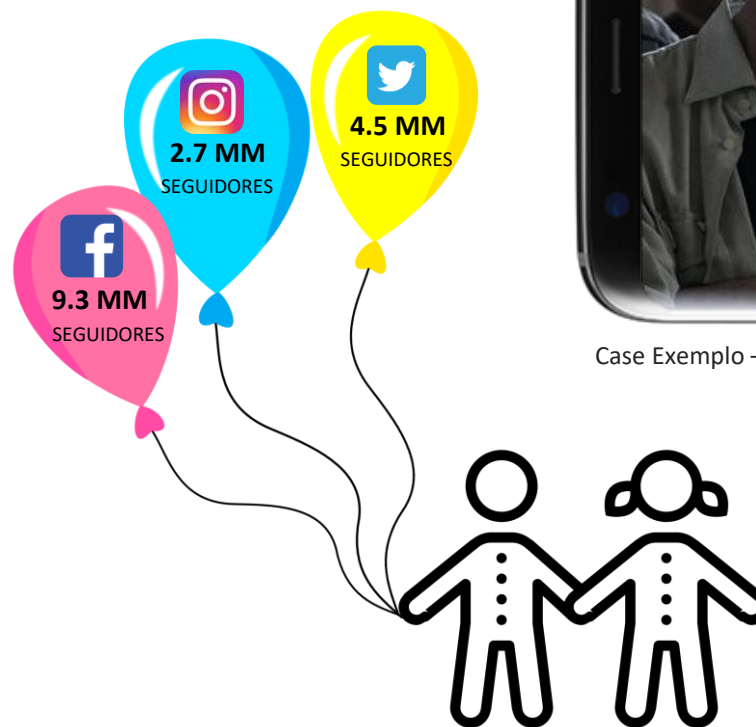 2.7 MM
SEGUIDORES
4.5 MM
SEGUIDORES
9.3 MM
SEGUIDORES
Case Exemplo -